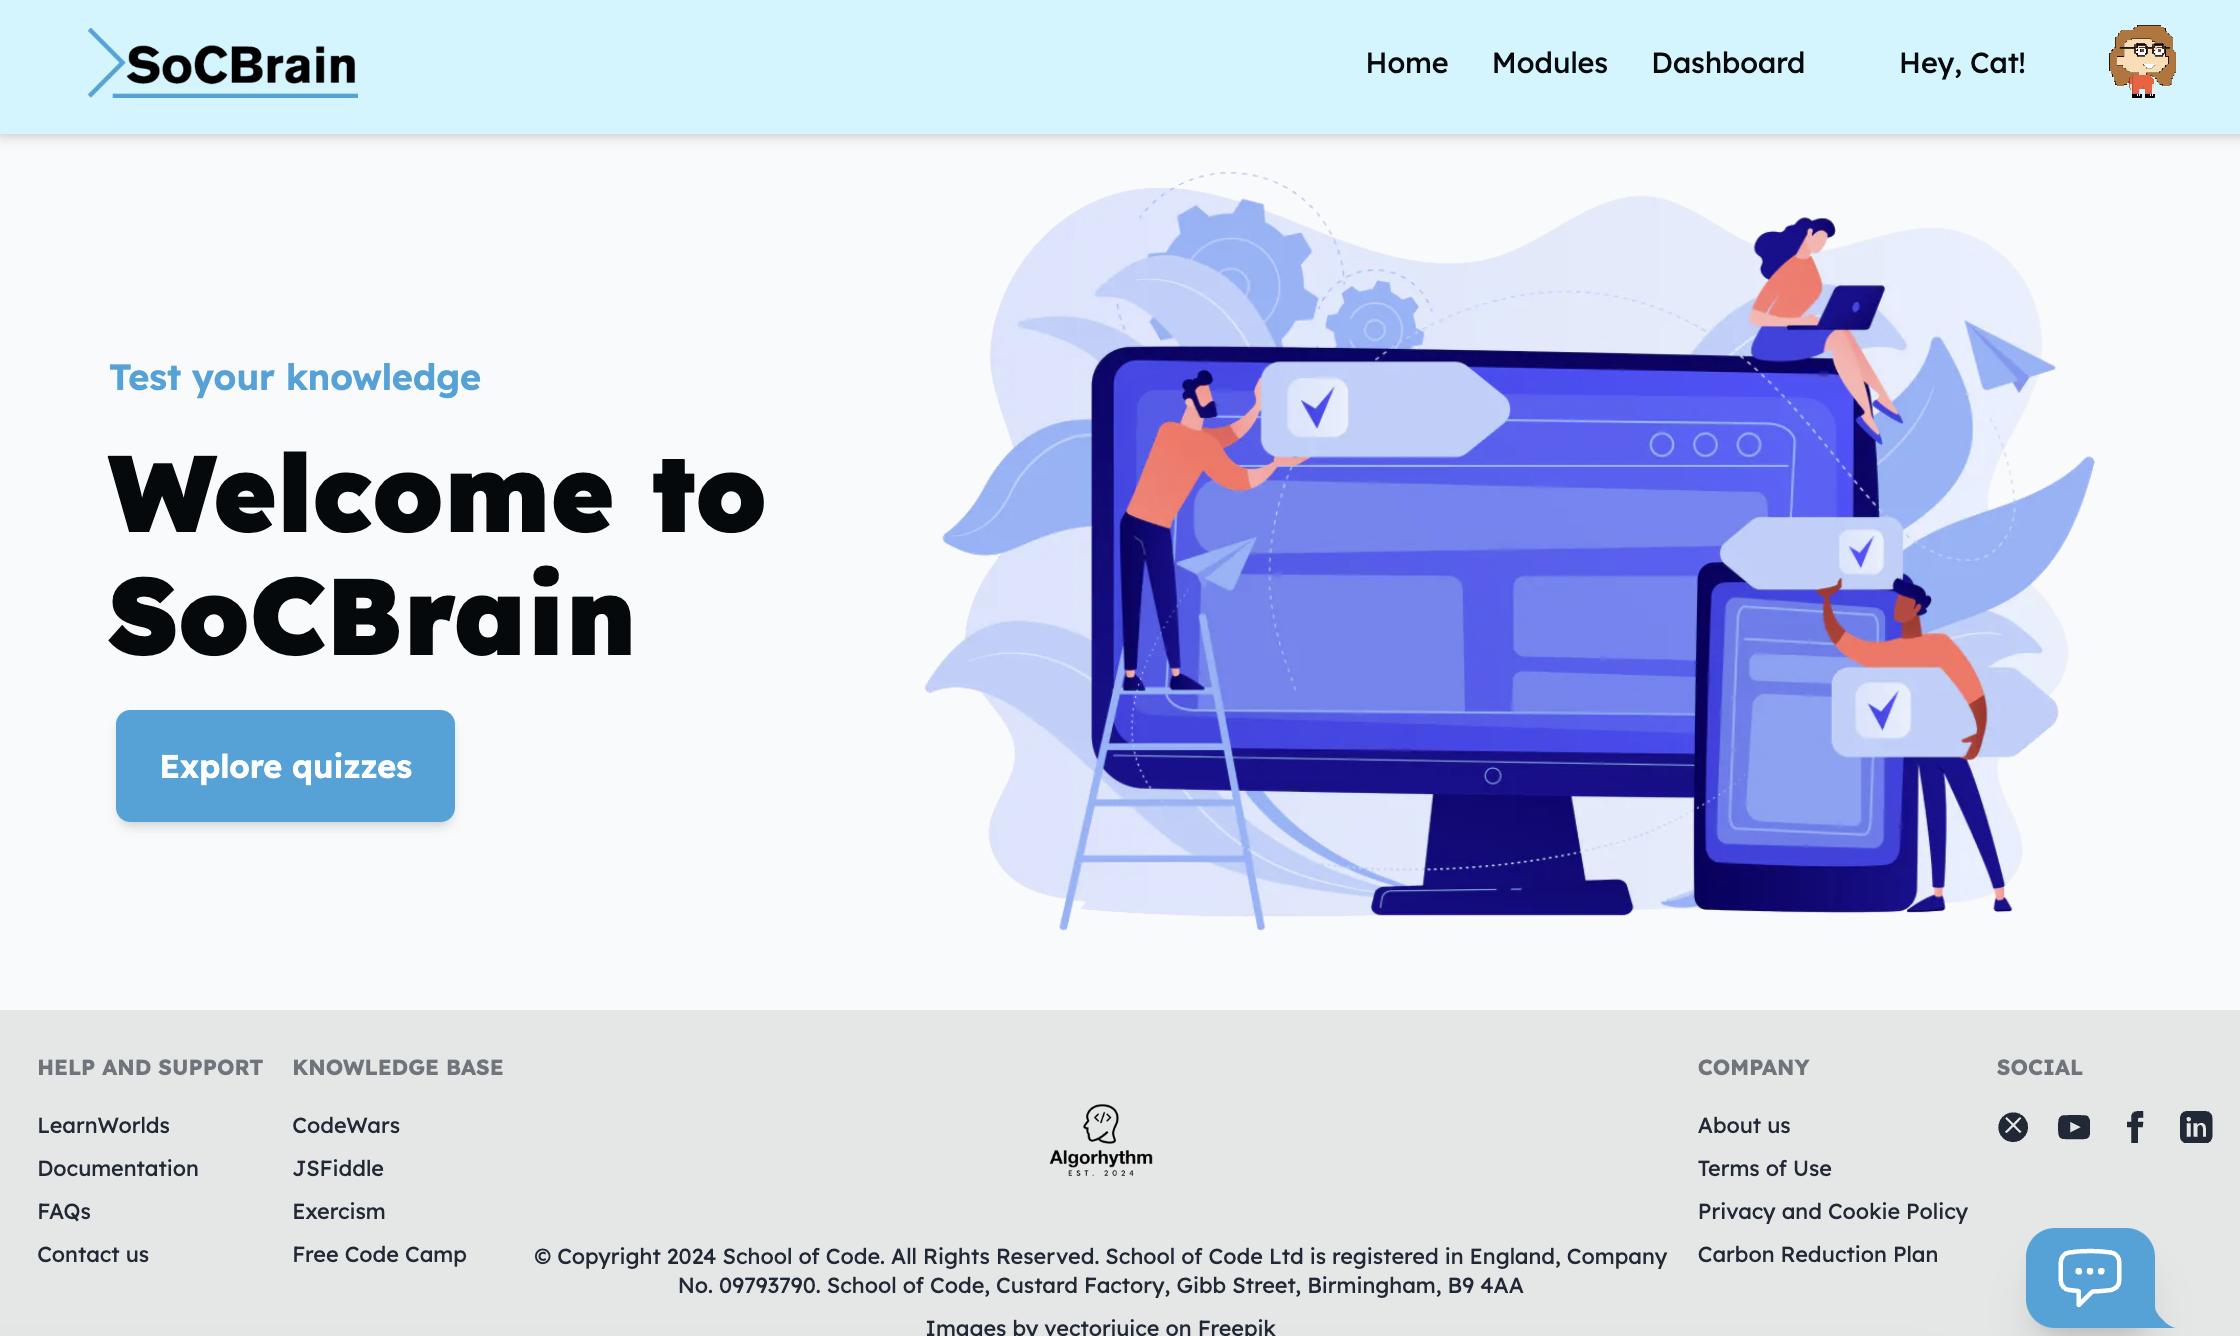 SoCBrain
Home
Modules
Dashboard
Hey, Cat!
Test your knowledge
Welcome to
SoCBrain
Explore quizzes
HELP AND SUPPORT
LearnWorlds
Documentation
FAQs
Contact us
KNOWLEDGE BASE
CodeWars
JSFiddle
Exercism
Free Code Camp
Algorhythm
EST. 2024
© Copyright 2024 School of Code. All Rights Reserved. School of Code Ltd is registered in England, Company
No. 09793790. School of Code, Custard Factory, Gibb Street, Birmingham, B9 4AA
Images by vectorjuice on Freepik
COMPANY
About us
Terms of Use
Privacy and Cookie Policy
Carbon Reduction Plan
SOCIAL